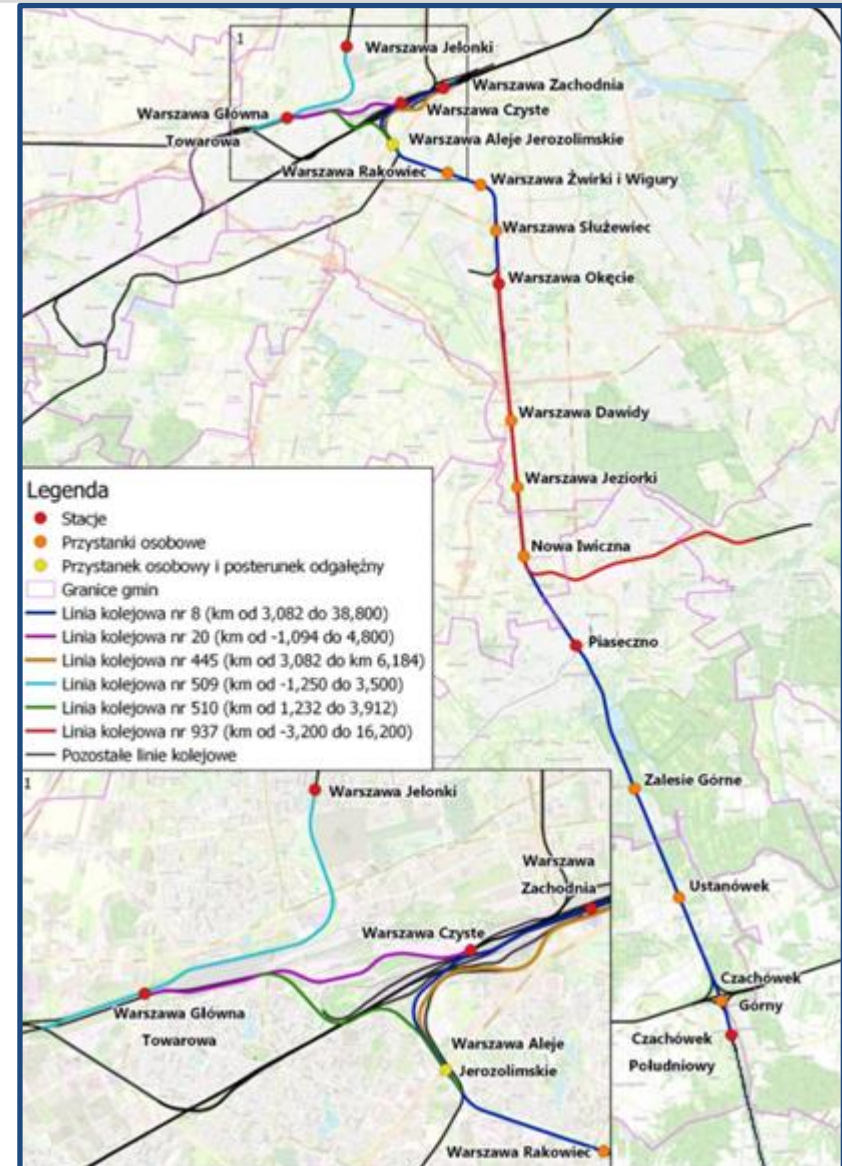 1
Warszawa Jelonki
Warszawa Zachodnia
Warszawa Główna
Towarowa
Warszawa Czyste
Warszawa Aleje Jerozolimskie
Warszawa Rakowiec
Warszawa Żwirki i Wigury
Warszawa Służewiec
Warszawa Okęcie
Warszawa Dawidy
Warszawa Jeziorki
Nowa Iwiczna
Piaseczno
Zalesie Górne
Ustanówek
Czachówek
Górny
Czachówek
Południowy
Legenda
Stacje
Przystanki osobowe
Przystanek osobowy i posterunek odgałęźny
Granice gmin
Linia kolejowa nr 8 (km od 3,082 do 38,800)
Linia kolejowa nr 20 (km od -1,094 do 4,800)
Linia kolejowa nr 445 (km od 3,082 do km 6,184)
Linia kolejowa nr 509 (km od -1,250 do 3,500)
Linia kolejowa nr 510 (km od 1,232 do 3,912)
Linia kolejowa nr 937 (km od -3,200 do 16,200)
Pozostałe linie kolejowe
1
Warszawa Jelonki
Warszawa
Zachodnia
Warszawa Czyste
Warszawa Główna
Towarowa
Warszawa Aleje
Jerozolimskie
Warszawa Rakowiec